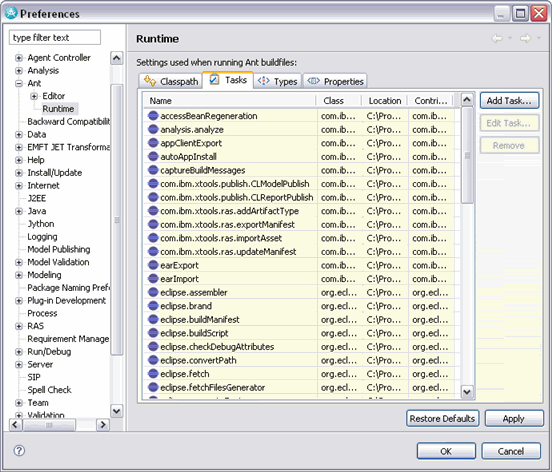 Preferences
type filter text
Agent Controller
Analysis
Ant
Editor
Runtime
Backward Compatibilit
Data
EMFT JET Transforma
Help
Install/Update
Internet
J2EE
Java
Jython
Logging
Model Publishing
Model Validation
Modeling
Package Naming Prefe
Plug-in Development
Process
RAS
Requirement Manage
Run/Debug
Server
SIP
Spell Check
Team
Validation
Runtime
Settings used when running Ant buildfiles:
Classpath Tasks Types Properties
Name Class Location Contri...
accessBeanRegeneration com.ib... C:\Pro... com.ib...
analysis.analyze com.ib... C:\Pro... com.ib...
appClientExport com.ib... C:\Pro... com.ib...
autoAppInstall com.ib... C:\Pro... com.ib...
captureBuildMessages com.ib... C:\Pro... com.ib...
com.ibm.xtools.publish.CLModelPublish com.ib... C:\Pro... com.ib...
com.ibm.xtools.publish.CLReportPublish com.ib... C:\Pro... com.ib...
com.ibm.xtools.ras.addArtifactType com.ib... C:\Pro... com.ib...
com.ibm.xtools.ras.exportManifest com.ib... C:\Pro... com.ib...
com.ibm.xtools.ras.importAsset com.ib... C:\Pro... com.ib...
com.ibm.xtools.ras.updateManifest com.ib... C:\Pro... com.ib...
earExport com.ib... C:\Pro... com.ib...
earImport com.ib... C:\Pro... com.ib...
eclipse.assembler org.ecl... C:\Pro... org.ecl...
eclipse.brand org.ecl... C:\Pro... org.ecl...
eclipse.buildManifest org.ecl... C:\Pro... org.ecl...
eclipse.buildScript org.ecl... C:\Pro... org.ecl...
eclipse.checkDebugAttributes org.ecl... C:\Pro... org.ecl...
eclipse.convertPath org.ecl... C:\Pro... org.ecl...
eclipse.fetch org.ecl... C:\Pro... org.ecl...
eclipse.fetchFilesGenerator org.ecl... C:\Pro... org.ecl...
Add Task...
Edit Task...
Remove
Restore Defaults Apply
OK Cancel